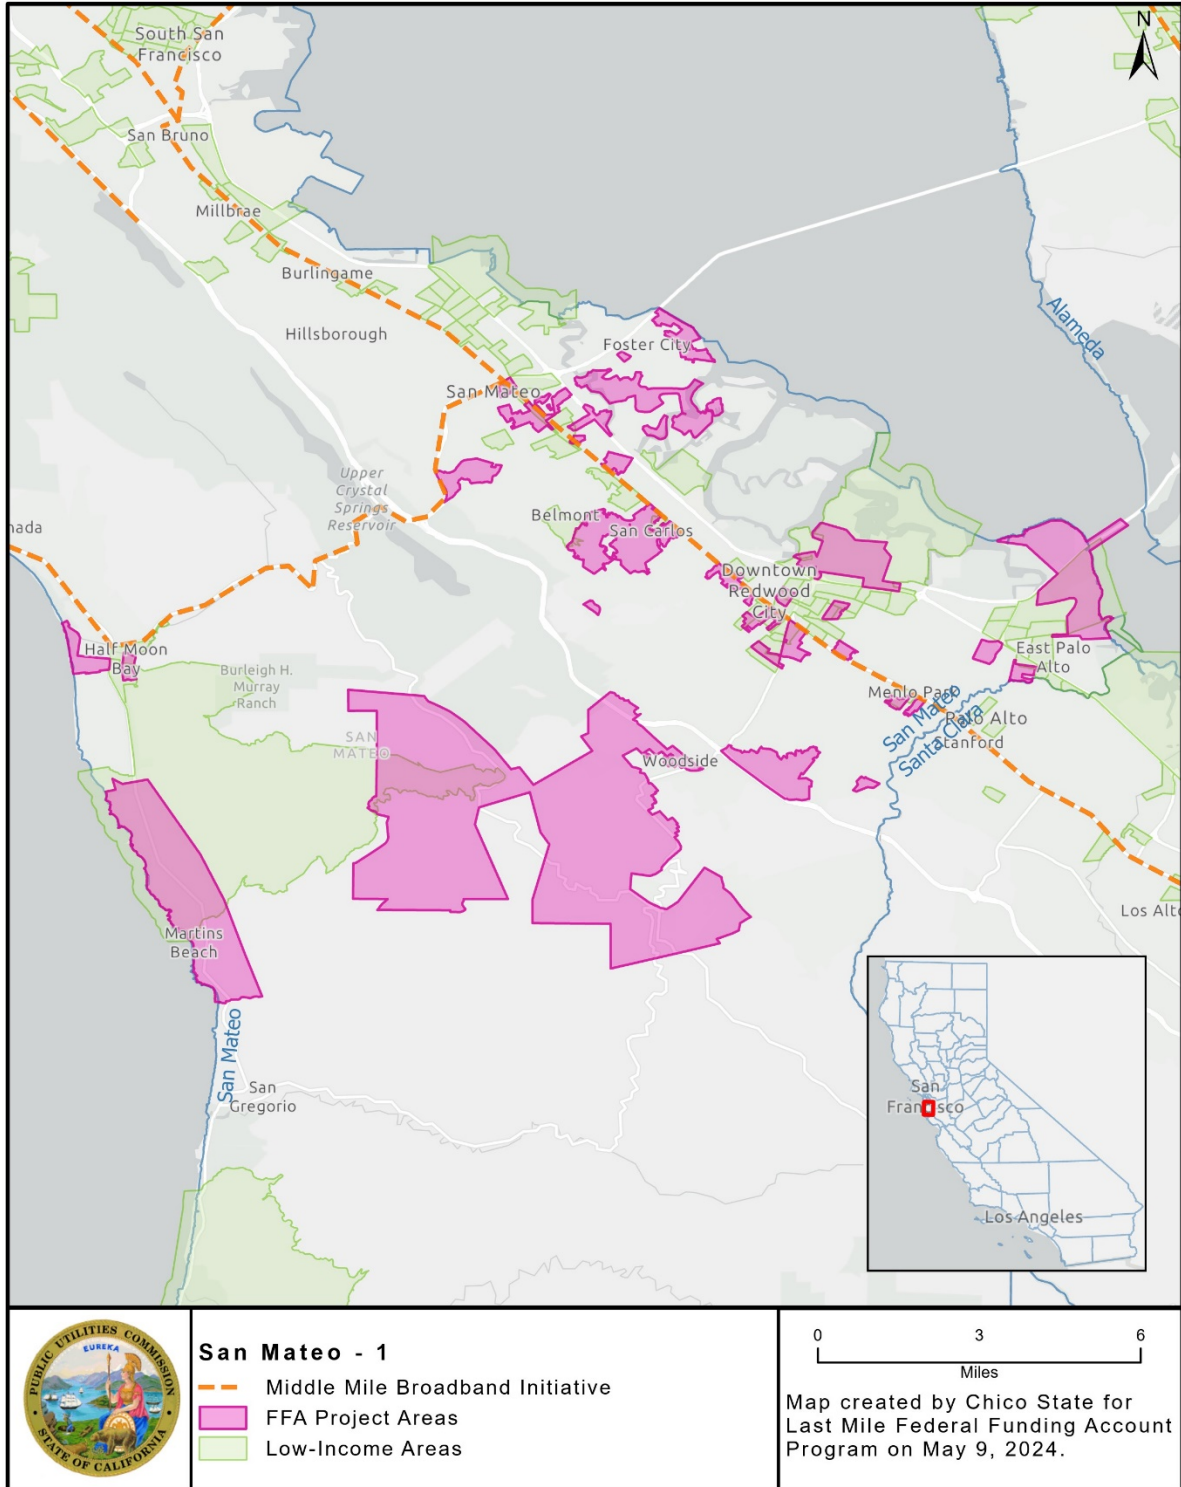 N
South San
Francisco
San Bruno
Millbrae
Burlingame
Hillsborough
Alameda
Foster City
San Mateo
Upper
Crystal
Springs
Reservoir
Belmont
San Carlos
nada
Downtown
Redwood
City
Half Moon
Bay
Burleigh H.
Murray
Ranch
East Palo
Alto
Menlo Park
San Mateo
Santa Clara
Palo Alto
Stanford
SAN
MATEO
Woodside
Los Alto
Martins
Beach
San Mateo
San
Gregorio
San
Francisco
Los Angeles
PUBLIC UTILITIES COMMISSION
EUREKA
STATE OF CALIFORNIA
San Mateo - 1
Middle Mile Broadband Initiative
FFA Project Areas
Low-Income Areas
0 3 6
Miles
Map created by Chico State for
Last Mile Federal Funding Account
Program on May 9, 2024.